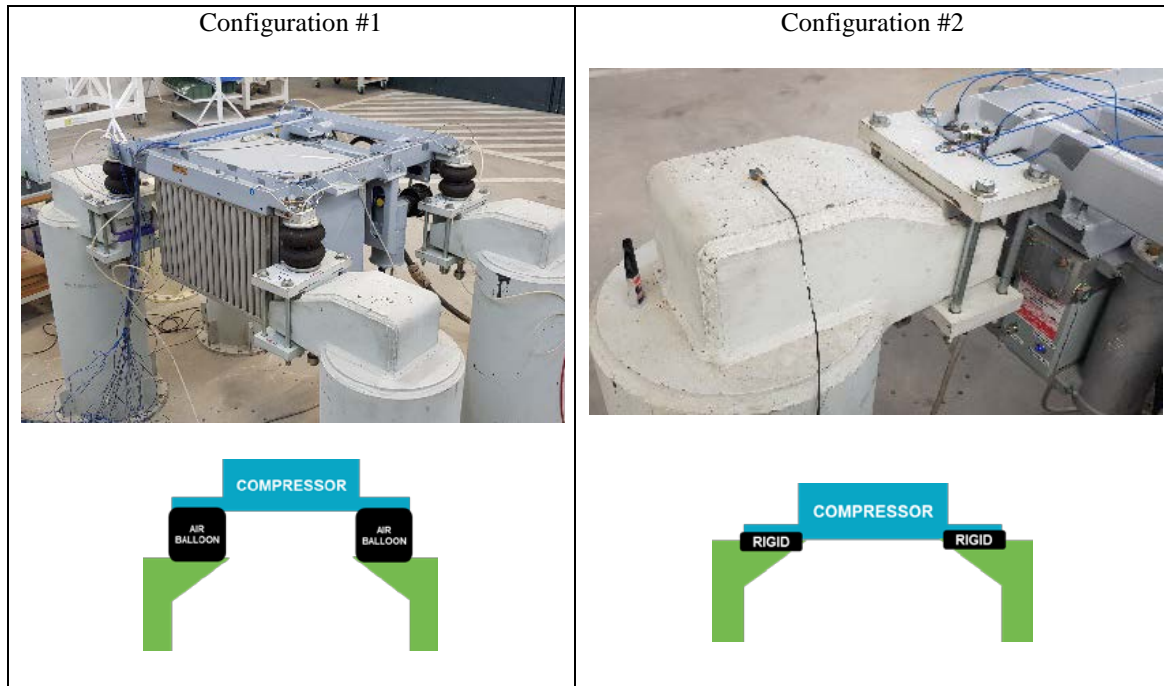 Configuration #1
Configuration #2
COMPRESSOR
AIR
BALLOON
AIR
BALLOON
COMPRESSOR
RIGID
RIGID